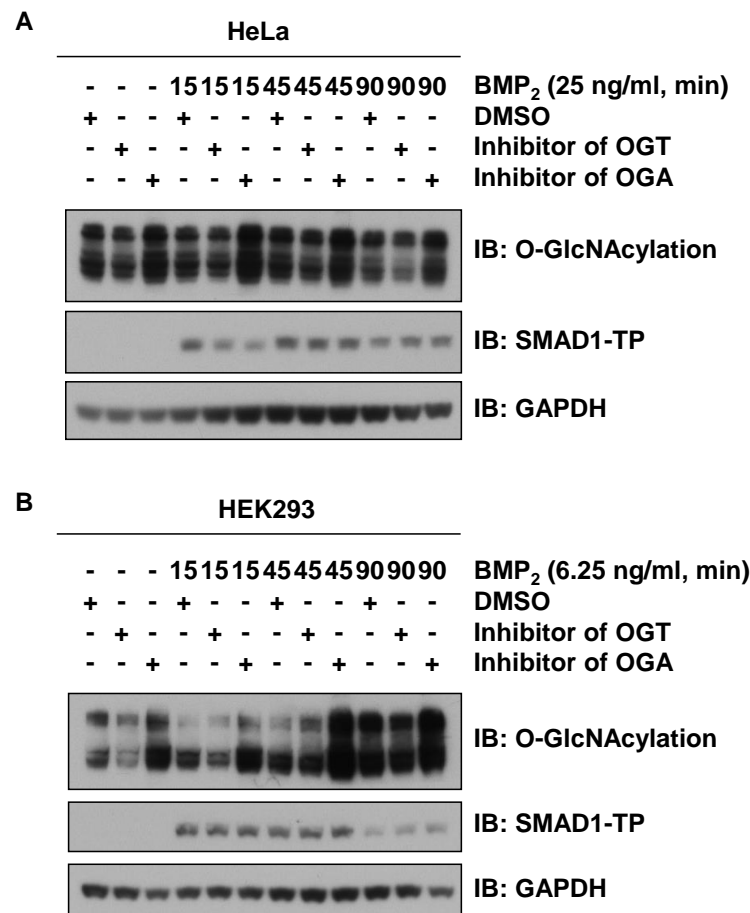 A
HeLa
- - - 15 15 15 45 45 45 90 90 90 BMP2 (25 ng/ml, min)
+ - - + - - + - - + - - DMSO
- + - - + - - + - - + - Inhibitor of OGT
- - + - - + - - + - - + Inhibitor of OGA
IB: O-GlcNAcylation
IB: SMAD1-TP
IB: GAPDH
B
HEK293
- - - 15 15 15 45 45 45 90 90 90 BMP2 (6.25 ng/ml, min)
+ - - + - - + - - + - - DMSO
- + - - + - - + - - + - Inhibitor of OGT
- - + - - + - - + - - + Inhibitor of OGA
IB: O-GlcNAcylation
IB: SMAD1-TP
IB: GAPDH